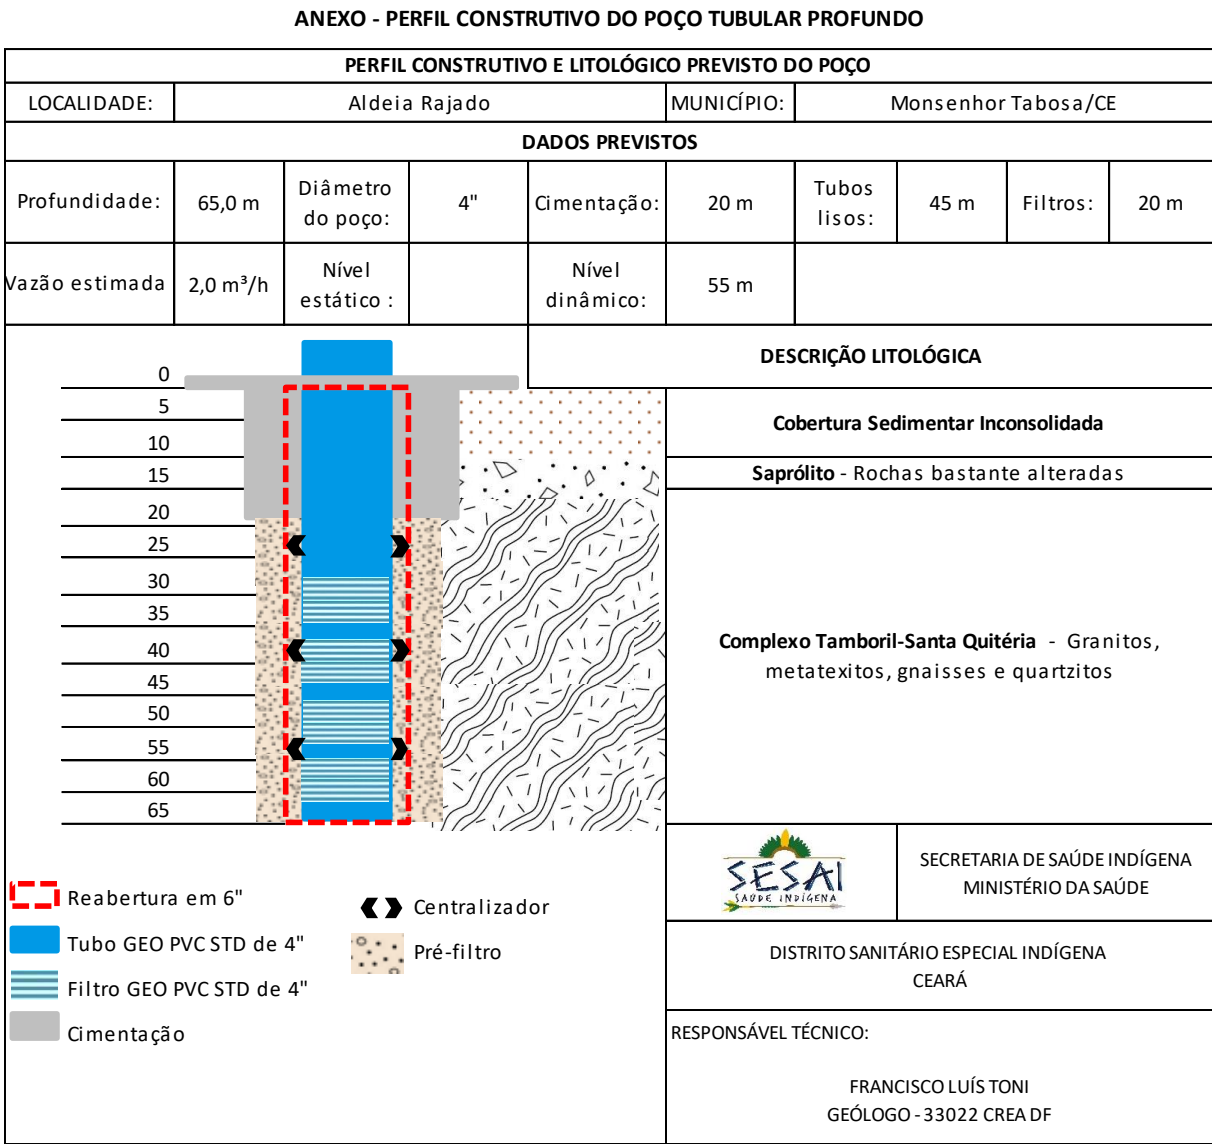 ANEXO - PERFIL CONSTRUTIVO DO POÇO TUBULAR PROFUNDO
PERFIL CONSTRUTIVO E LITOLÓGICO PREVISTO DO POÇO
LOCALIDADE:
Aldeia Rajado
MUNICÍPIO:
Monsenhor Tabosa/CE
DADOS PREVISTOS
Profundidade:
65,0 m
Diâmetro
do poço:
4"
Cimentação:
20 m
Tubos
lisos:
45 m
Filtros:
20 m
Vazão estimada
2,0 m³/h
Nível
estático :
Nível
dinâmico:
55 m
DESCRIÇÃO LITOLÓGICA
0
5
10
15
20
25
30
35
40
45
50
55
60
65
Cobertura Sedimentar Inconsolidada
Saprólito - Rochas bastante alteradas
Complexo Tamboril-Santa Quitéria - Granitos,
metatexitos, gnaisses e quartzitos
Reabertura em 6"
Tubo GEO PVC STD de 4"
Filtro GEO PVC STD de 4"
Cimentação
Centralizador
Pré-filtro
SESAI
SAÚDE INDÍGENA
SECRETARIA DE SAÚDE INDÍGENA
MINISTÉRIO DA SAÚDE
DISTRITO SANITÁRIO ESPECIAL INDÍGENA
CEARÁ
RESPONSÁVEL TÉCNICO:
FRANCISCO LUÍS TONI
GEÓLOGO - 33022 CREA DF